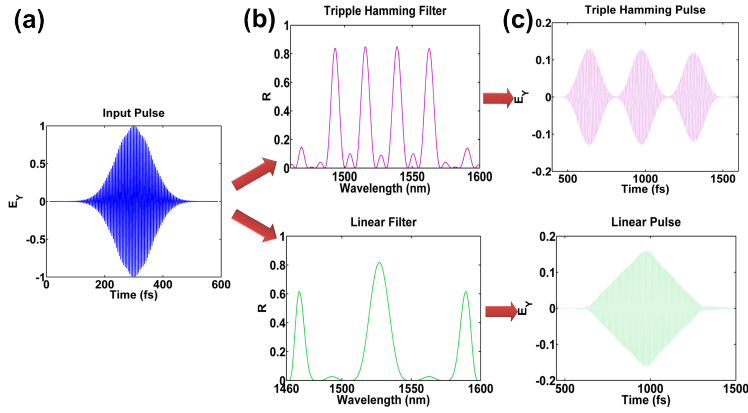 (a)
Input Pulse
1
0.5
0
-0.5
-1
E_Y
0
200
400
600
Time (fs)
(b)
Tripple Hamming Filter
1
0.8
0.6
0.4
0.2
0
R
1500
1550
1600
Wavelength (nm)
Linear Filter
1
0.8
0.6
0.4
0.2
0
R
1460
1500
1550
1600
Wavelength (nm)
(c)
Triple Hamming Pulse
0.2
0.1
0
-0.1
-0.2
E_Y
500
1000
1500
Time (fs)
Linear Pulse
0.2
0.1
0
-0.1
-0.2
E_Y
500
1000
1500
Time (fs)